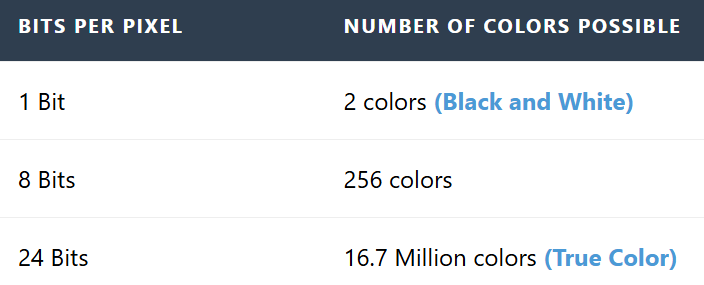 BITS PER PIXEL NUMBER OF COLORS POSSIBLE
1 Bit 2 colors (Black and White)
8 Bits 256 colors
24 Bits 16.7 Million colors (True Color)